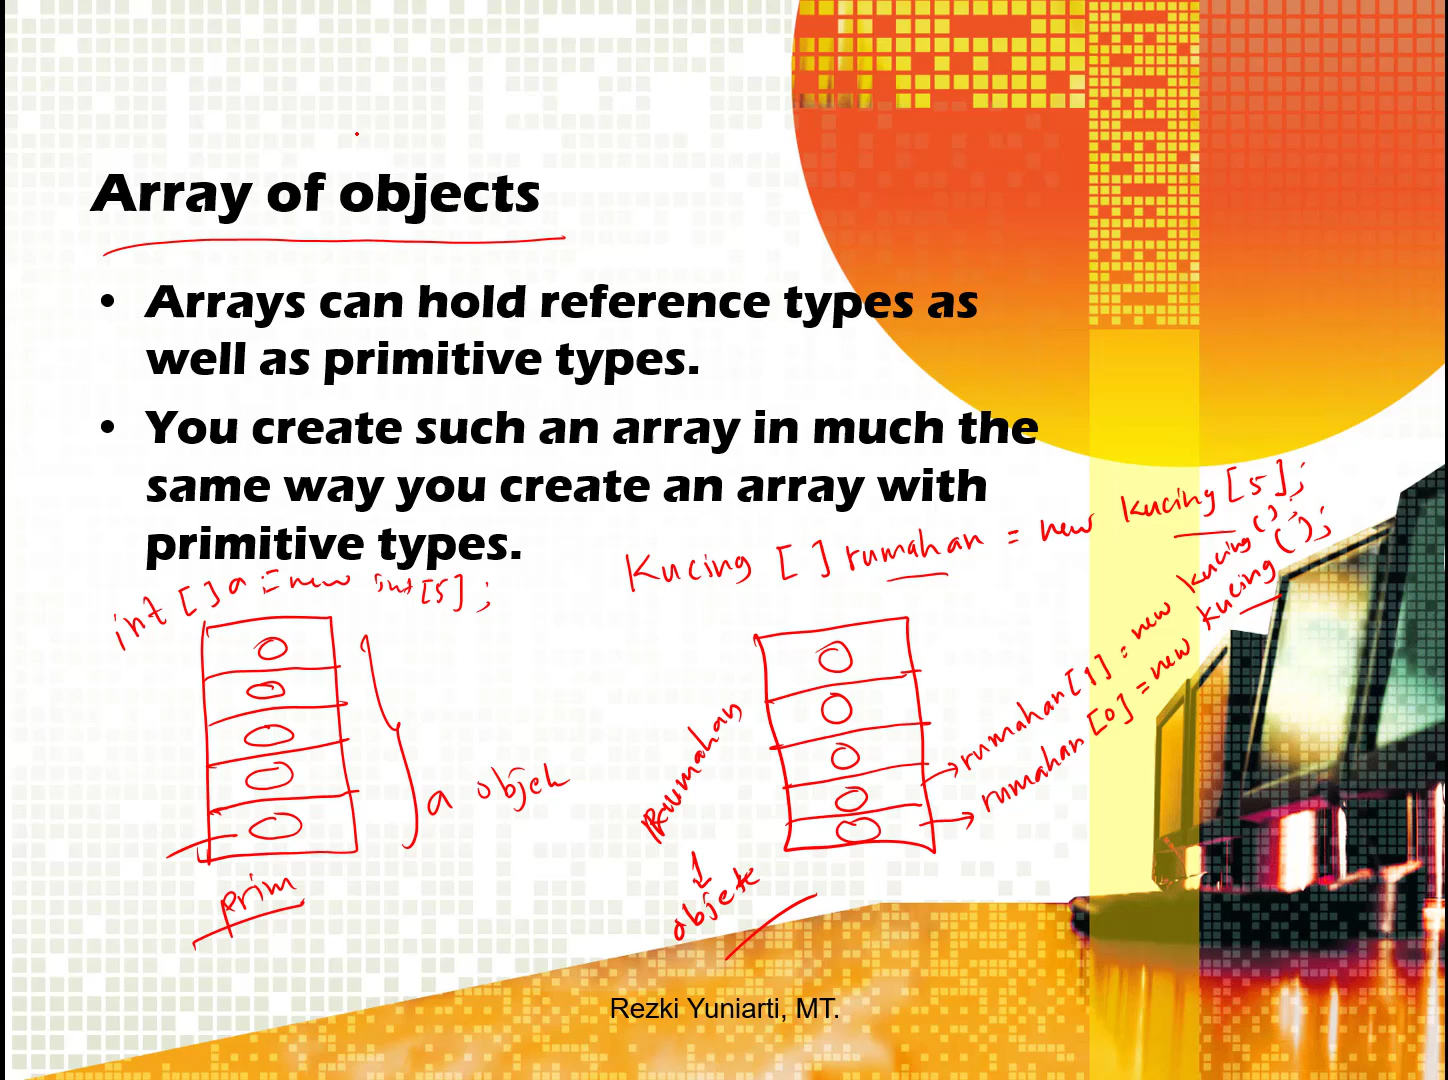 Array of objects
• Arrays can hold reference types as
well as primitive types.
• You create such an array in much the
same way you create an array with
primitive types.
int [ ] a = new int [5] ;
Kucing [ ] rumahan = new kucing [5];
a objek
prim
Rumahan
objek
rumahan [1] = new kucing ();
rumahan [0] = new kucing ();
Rezki Yuniarti, MT.